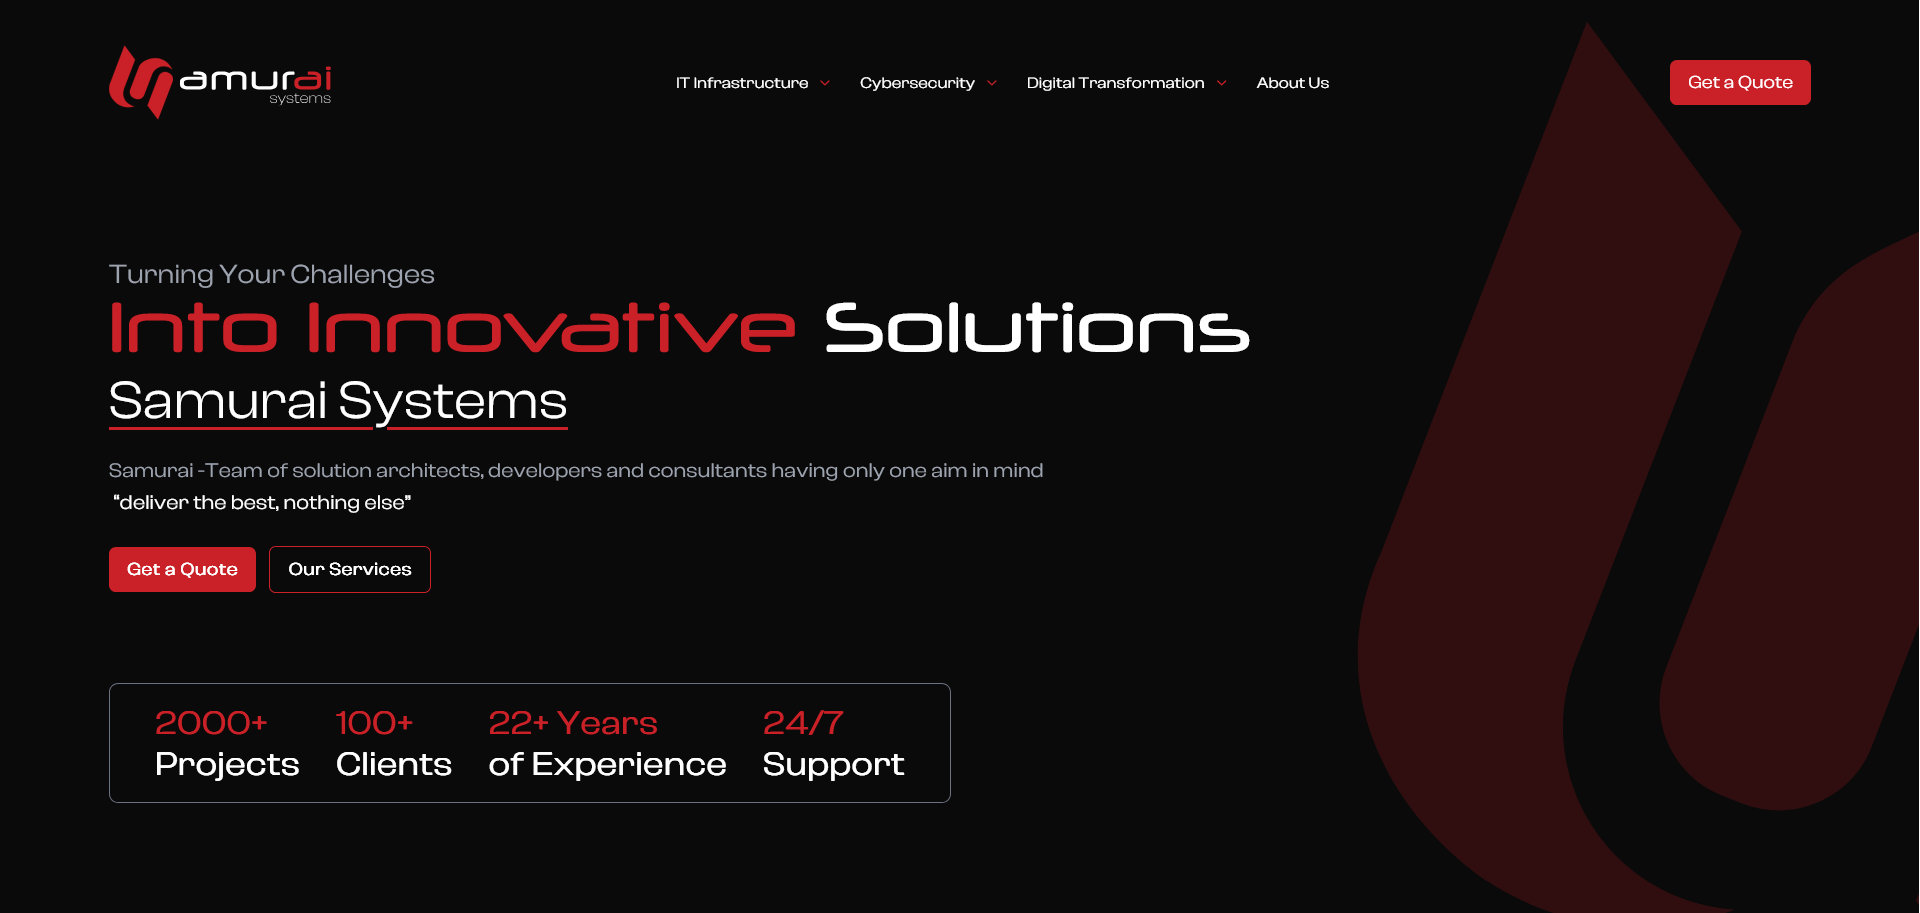 amurai
systems
IT Infrastructure
Cybersecurity
Digital Transformation
About Us
Get a Quote
Turning Your Challenges
Into Innovative Solutions
Samurai Systems
Samurai -Team of solution architects, developers and consultants having only one aim in mind
“deliver the best, nothing else”
Get a Quote
Our Services
2000+
Projects
100+
Clients
22+ Years
of Experience
24/7
Support